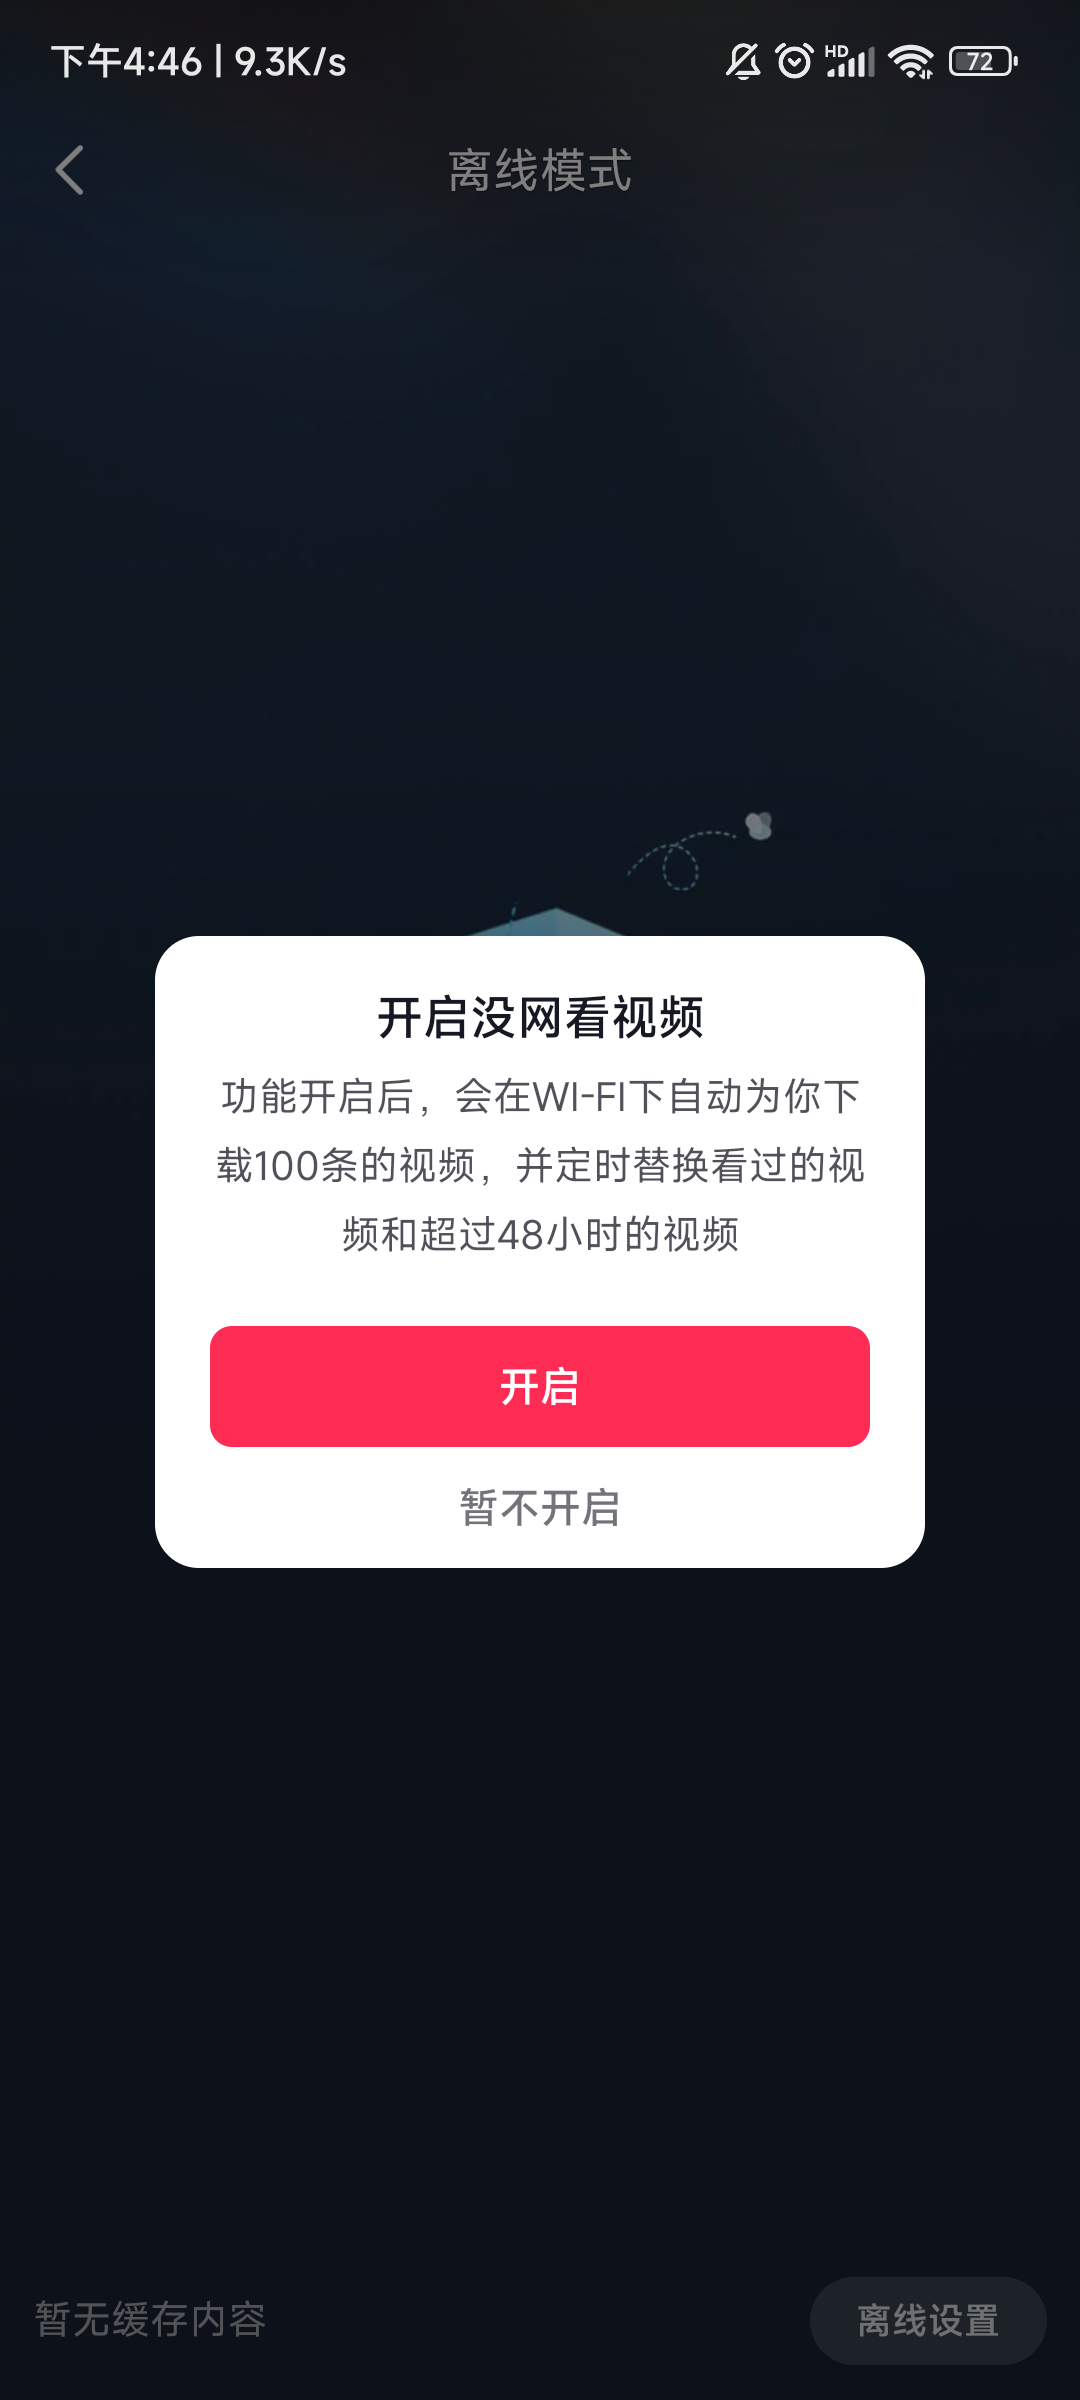 下午4:46 | 9.3K/s
HD
72
离线模式
开启没网看视频
功能开启后，会在WI-FI下自动为你下
载100条的视频，并定时替换看过的视
频和超过48小时的视频
开启
暂不开启
暂无缓存内容
离线设置